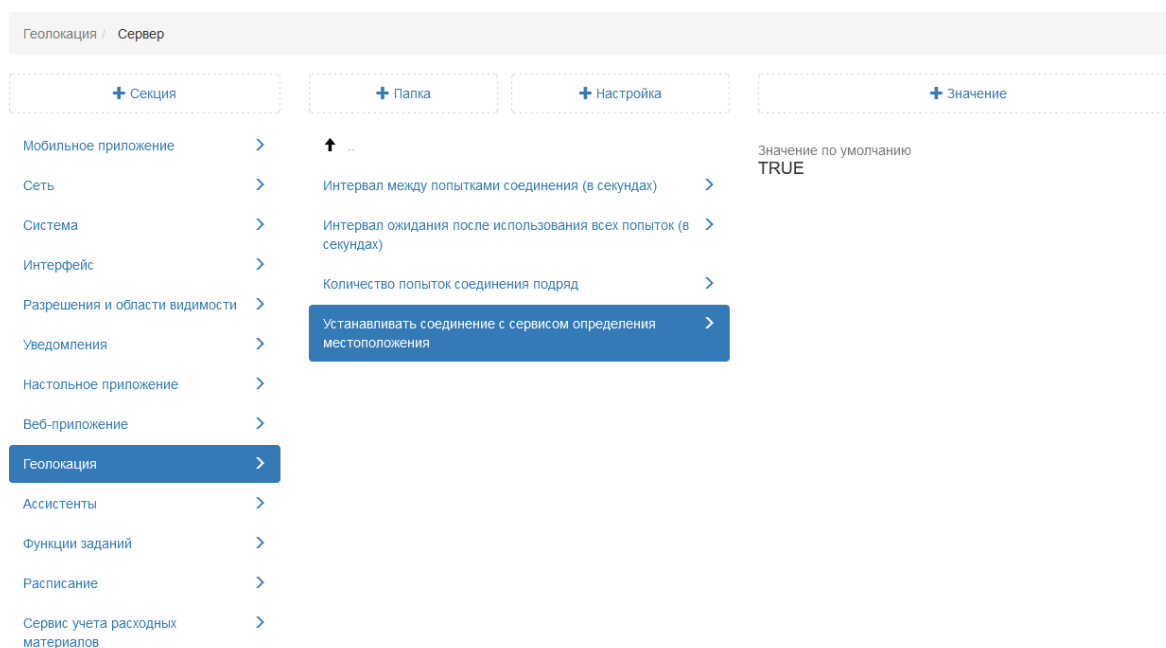 Геолокация / Сервер
+ Секция
+ Папка
+ Настройка
+ Значение
Мобильное приложение
Сеть
Система
Интерфейс
Разрешения и области видимости
Уведомления
Настольное приложение
Веб-приложение
Геолокация
Ассистенты
Функции заданий
Расписание
Сервис учета расходных
материалов
..
Интервал между попытками соединения (в секундах)
Интервал ожидания после использования всех попыток (в
секундах)
Количество попыток соединения подряд
Устанавливать соединение с сервисом определения
местоположения
Значение по умолчанию
TRUE